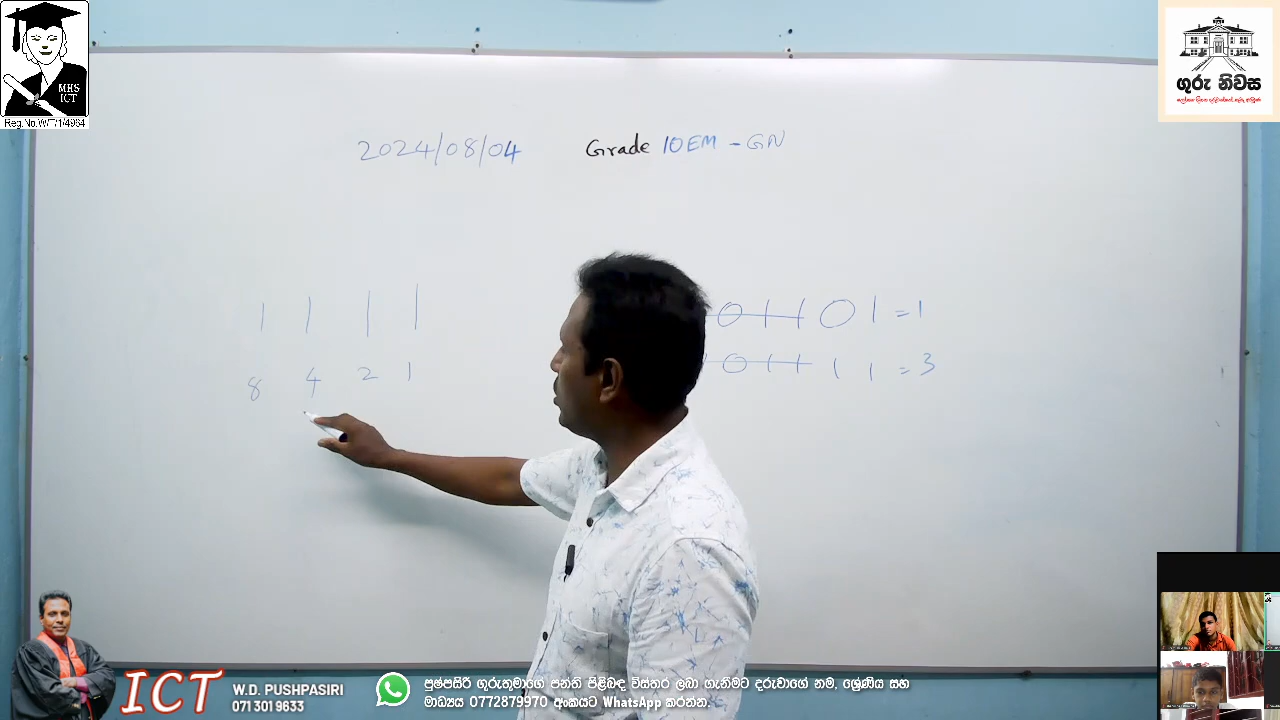 MHS
ICT
Reg.No.W/T1/4964
ගුරු නිවස
2024/08/04 Grade 10EM - GN
1 1 1 1
8 4 2 1
0 1 1 0 1 = 1
0 1 1 1 1 = 3
ICT
W.D. PUSHPASIRI
071 301 9633
පුෂ්පසිරි ගුරුතුමාගේ පන්ති පිළිබඳ විස්තර ලබා ගැනීමට දරුවාගේ නම, ශ්‍රේණිය සහ
මාධ්‍යය 0772879970 අංකයට WhatsApp කරන්න.